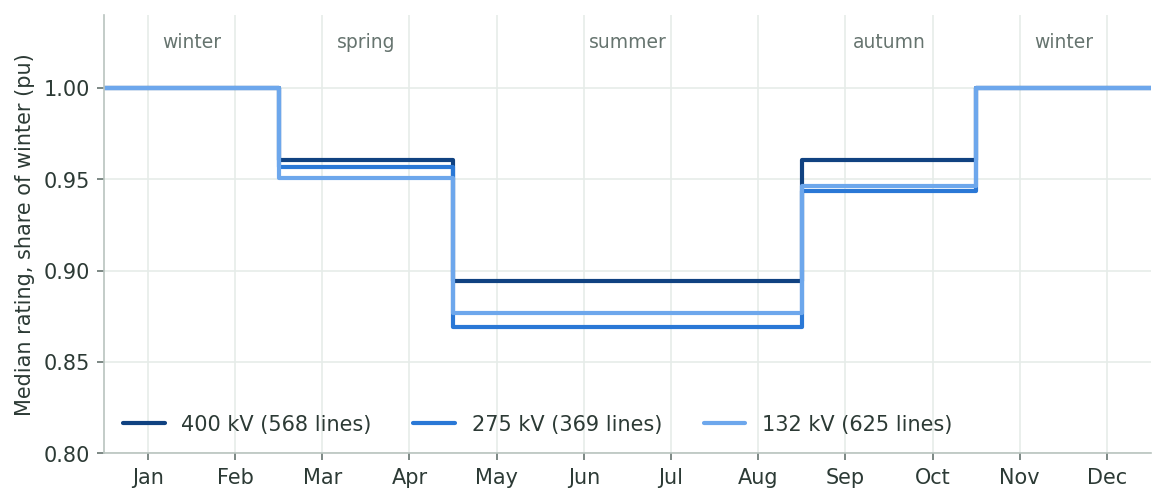 winter spring summer autumn winter
Median rating, share of winter (pu)
1.00
0.95
0.90
0.85
0.80
400 kV (568 lines) 275 kV (369 lines) 132 kV (625 lines)
Jan Feb Mar Apr May Jun Jul Aug Sep Oct Nov Dec